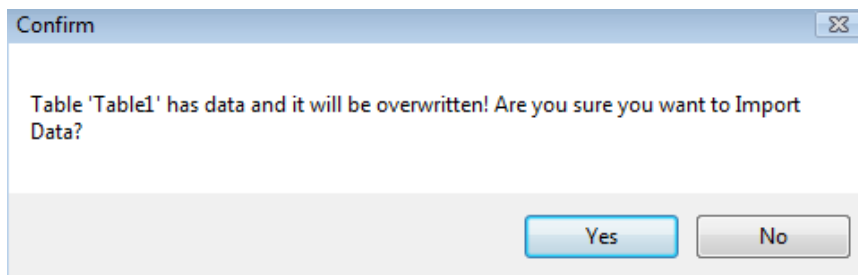 Confirm
Table 'Table1' has data and it will be overwritten! Are you sure you want to Import
Data?
Yes
No